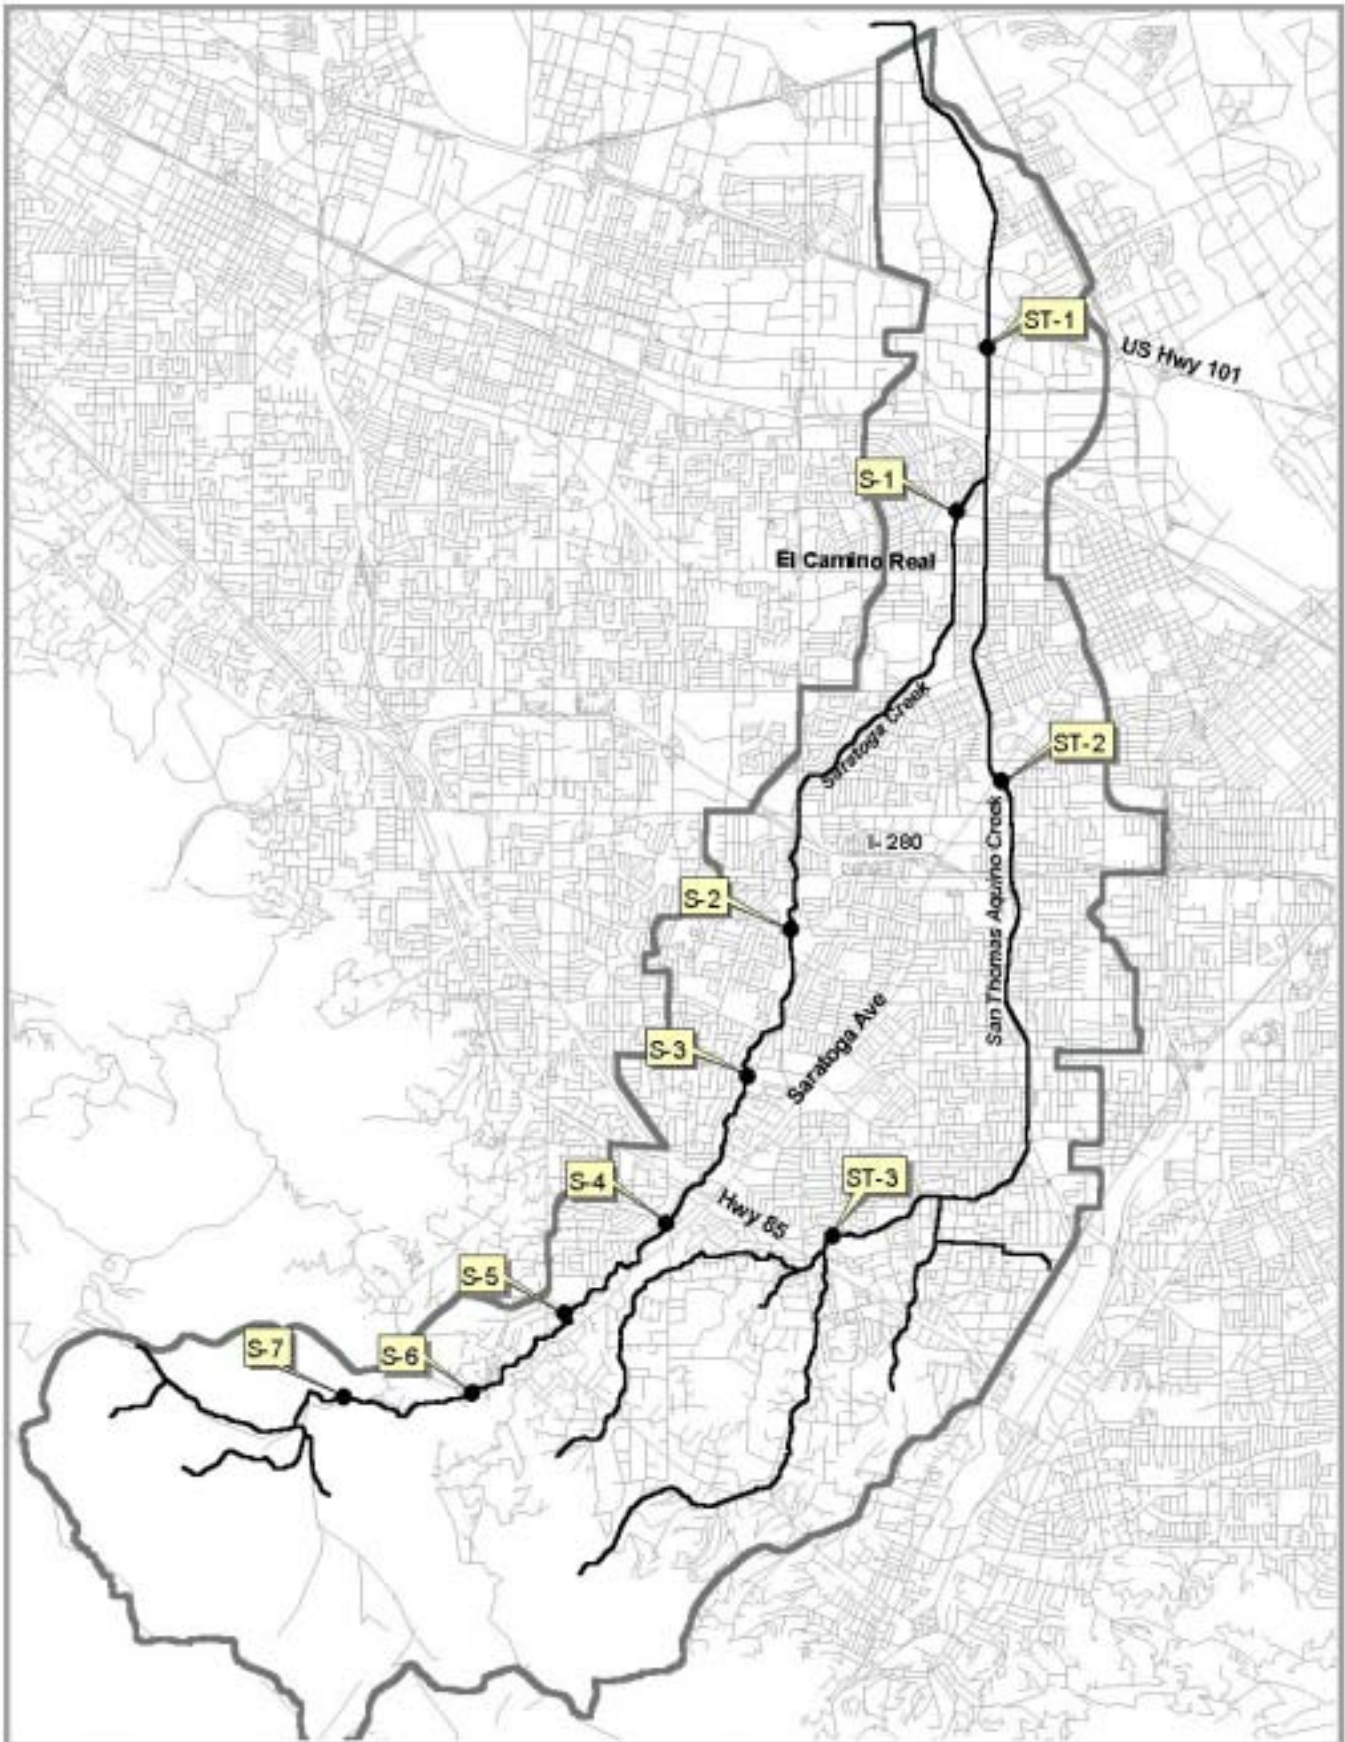 ST-1
US Hwy 101
S-1
El Camino Real
Saratoga Creek
ST-2
I-280
San Thomas Aquino Creek
S-2
Saratoga Ave
S-3
S-4
Hwy 85
ST-3
S-5
S-6
S-7